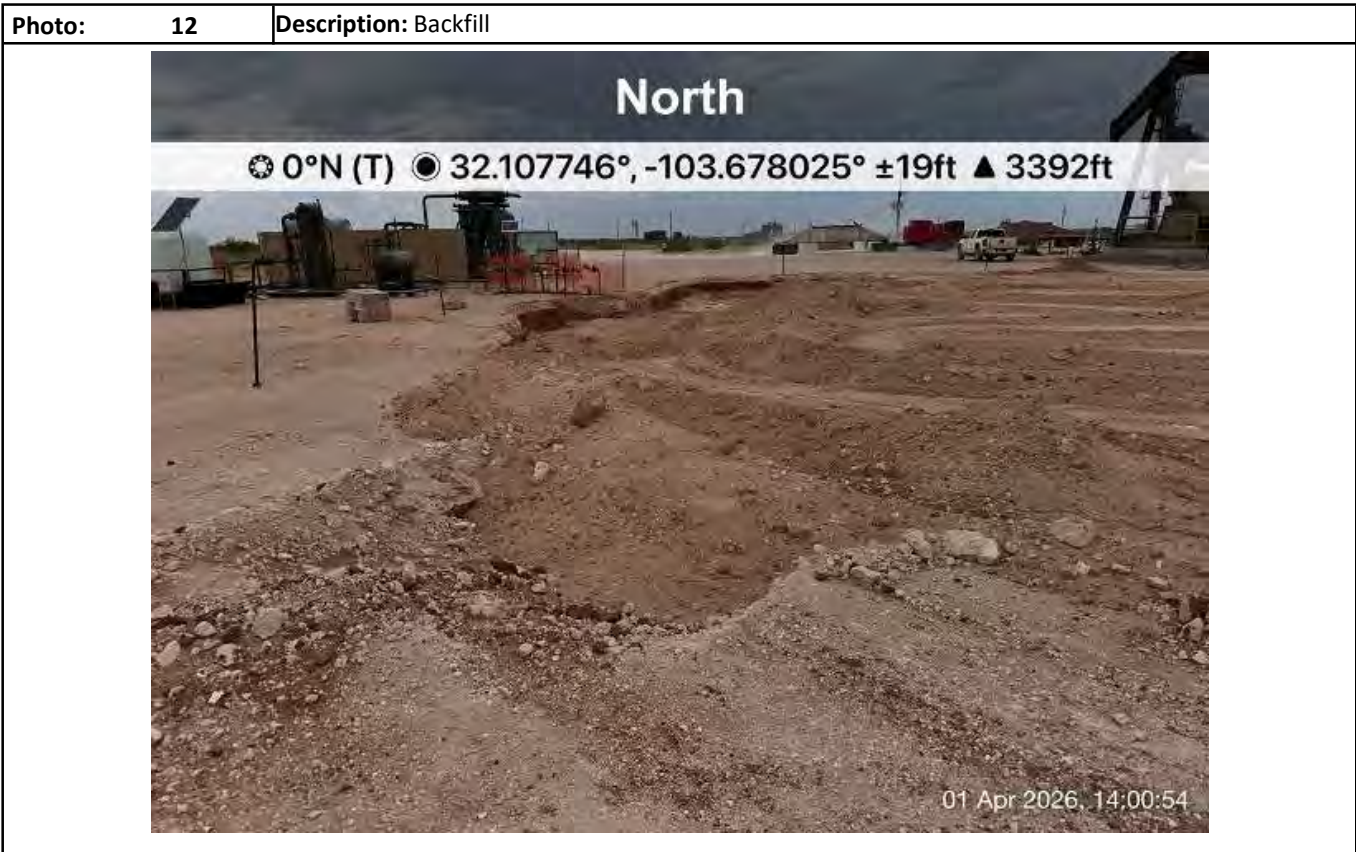 Photo: 12 Description: Backfill
North
0°N (T) 32.107746°, -103.678025° ±19ft ▲ 3392ft
01 Apr 2026, 14:00:54